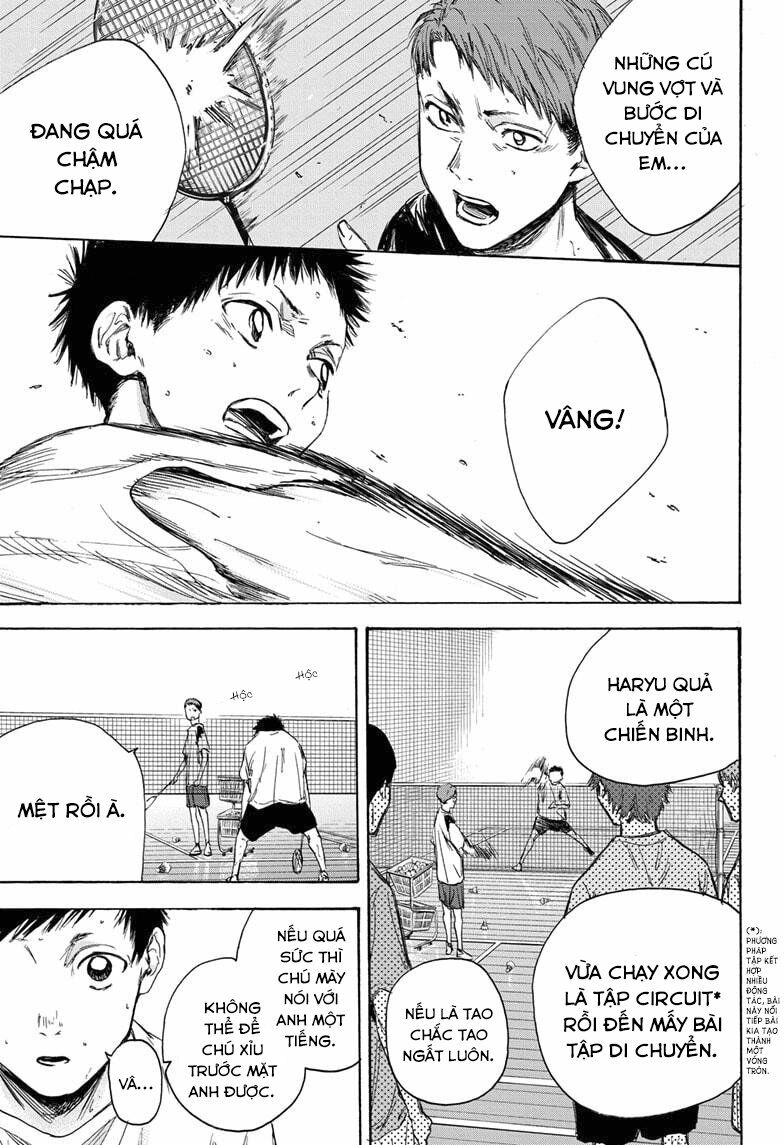 NHỮNG CÚ
VUNG VỢT VÀ
BƯỚC DI
CHUYỂN CỦA
EM...
ĐANG QUÁ
CHẬM
CHẠP.
VÂNG!
HARYU QUẢ
LÀ MỘT
CHIẾN BINH.
VỪA CHẠY XONG
LÀ TẬP CIRCUIT*
RỒI ĐẾN MẤY BÀI
TẬP DI CHUYỂN.
NẾU LÀ TAO
CHẮC TAO
NGẤT LUÔN.
(*):
PHƯƠNG
PHÁP
TẬP KẾT
HỢP
NHIỀU
ĐỘNG
TÁC, BÀI
NÀY NỐI
TIẾP BÀI
KIA TẠO
THÀNH
MỘT
VÒNG
TRÒN.
HỘC
HỘC
MỆT RỒI À.
NẾU QUÁ
SỨC THÌ
CHÚ MÀY
NÓI VỚI
ANH MỘT
TIẾNG.
KHÔNG
THỂ ĐỂ
CHÚ XỈU
TRƯỚC MẶT
ANH ĐƯỢC.
VÂ...